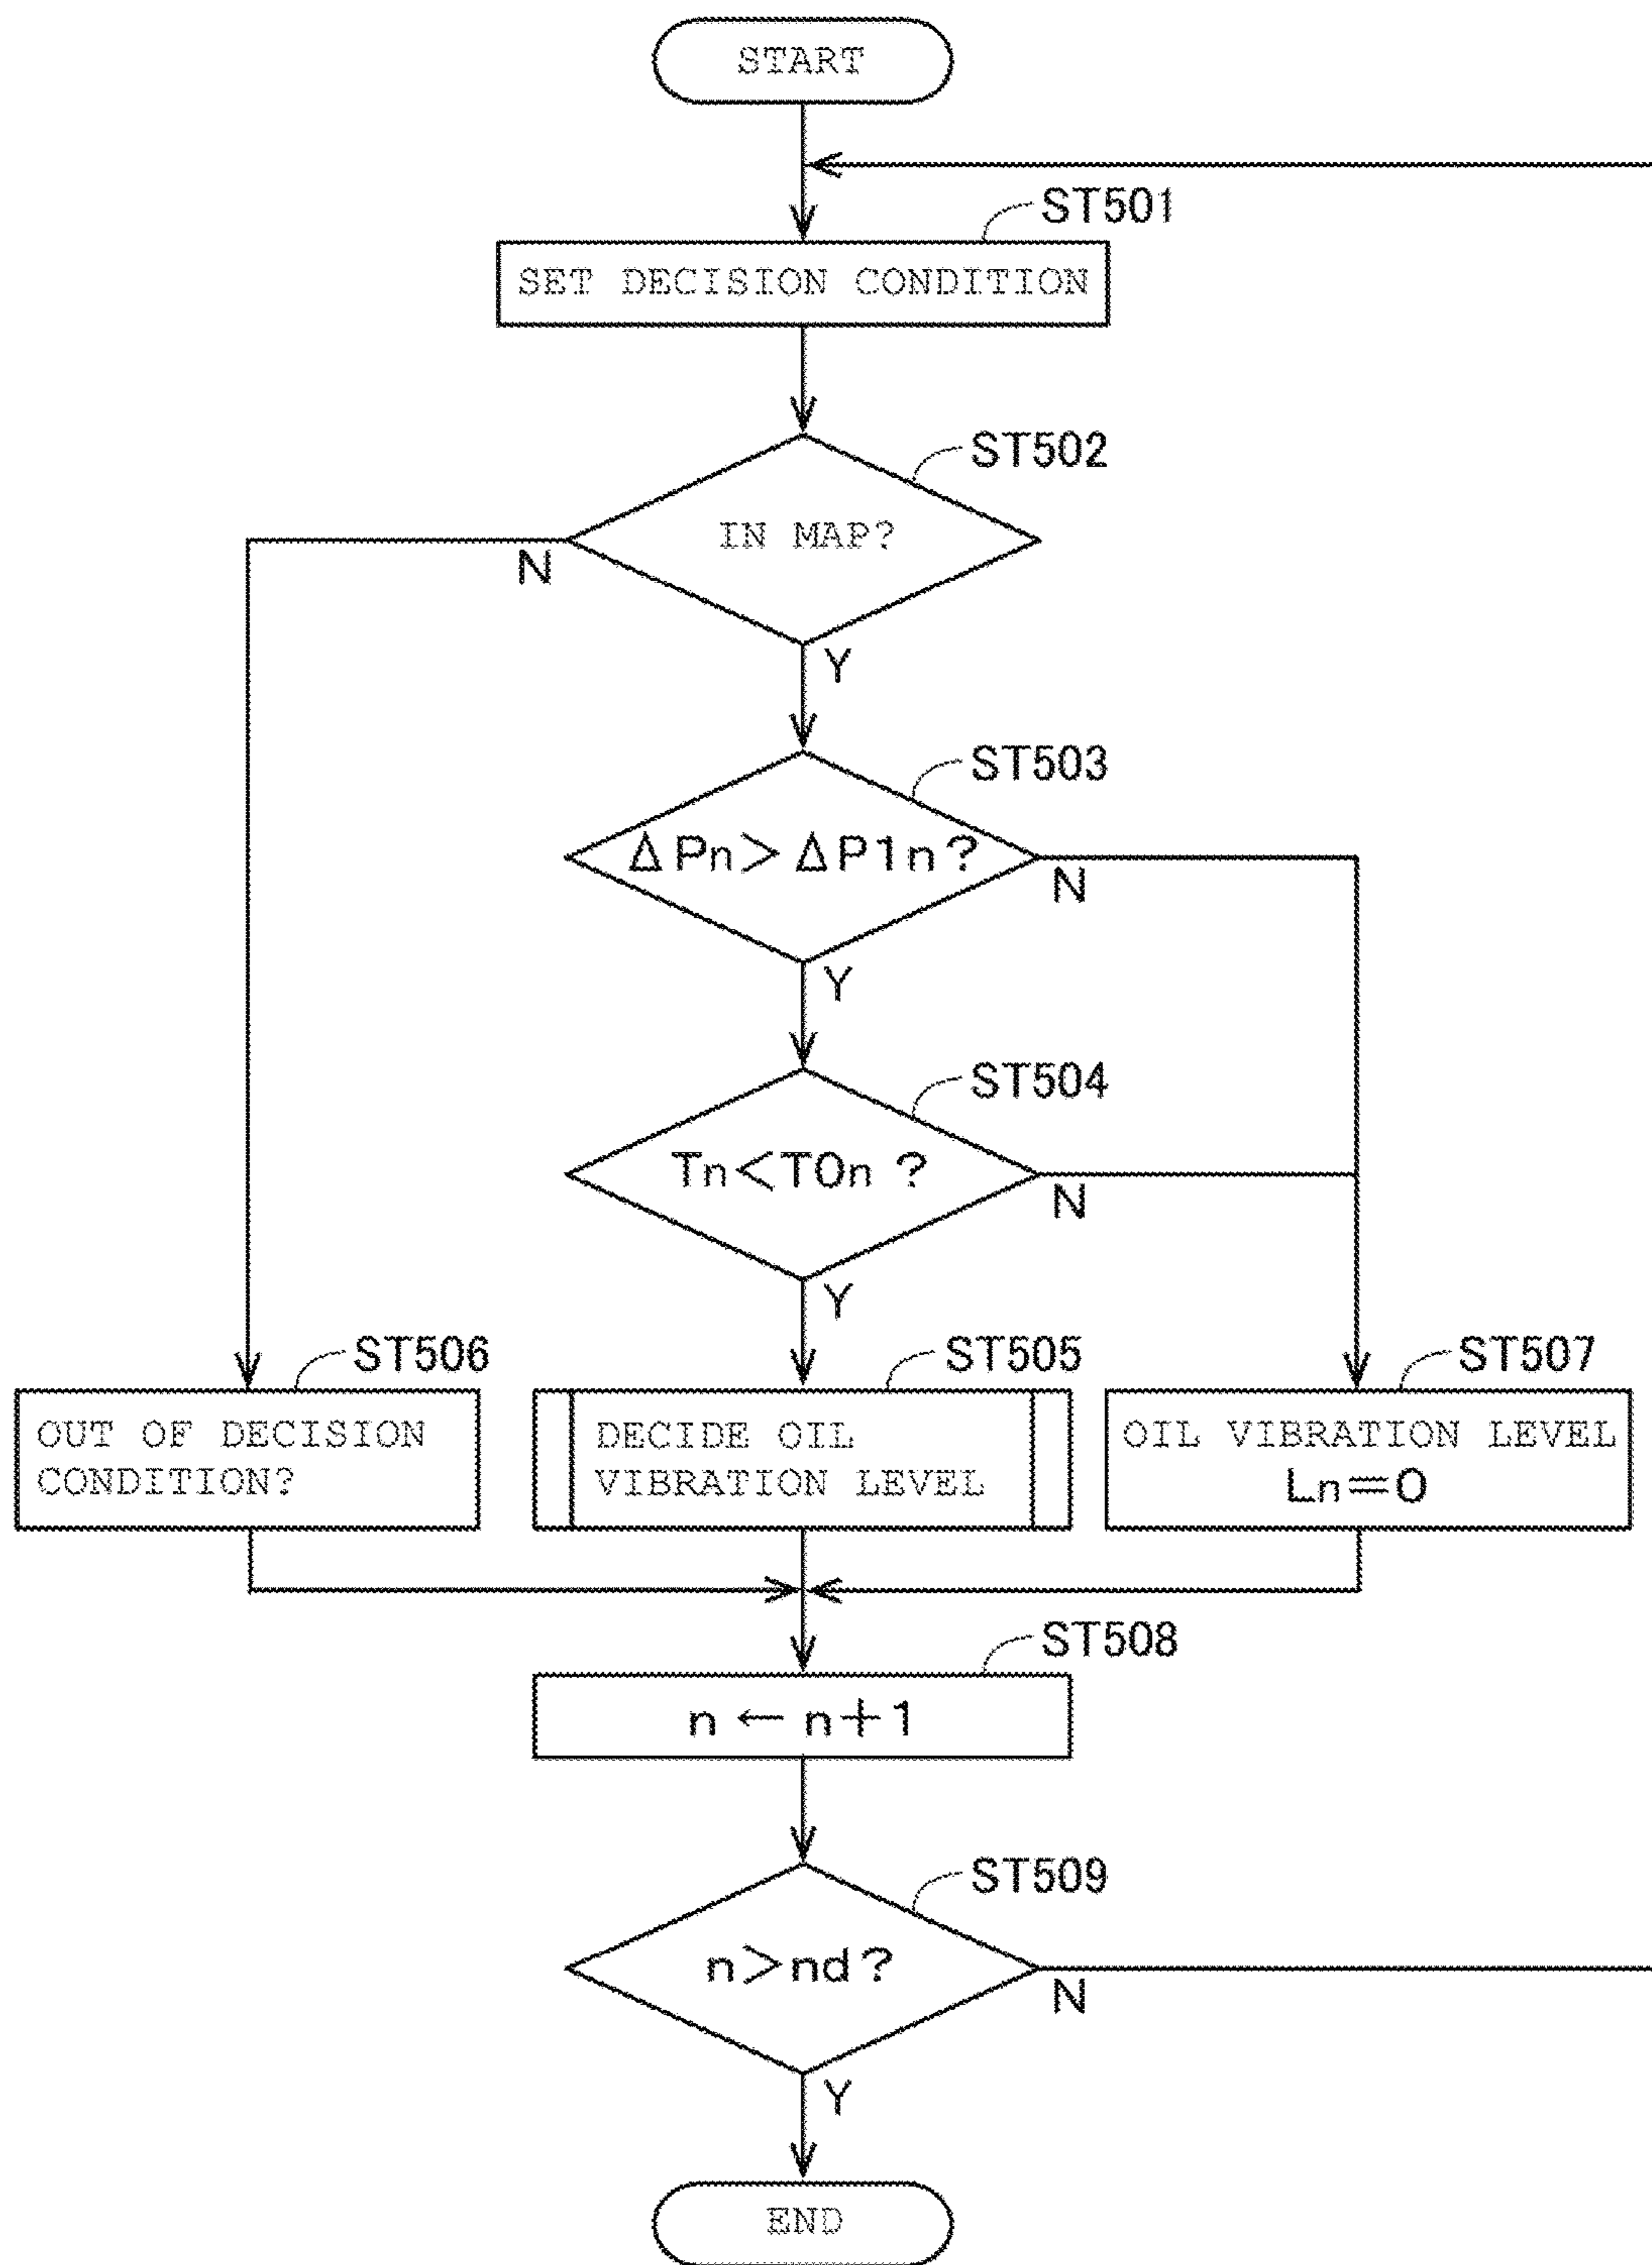 START
ST501
SET DECISION CONDITION
ST502
IN MAP?
N
Y
ST503
ΔPn>ΔP1n?
N
Y
ST504
Tn<T0n ?
N
Y
ST506
ST505
ST507
OUT OF DECISION
CONDITION?
DECIDE OIL
VIBRATION LEVEL
OIL VIBRATION LEVEL
Ln=0
ST508
n ← n+1
ST509
n>nd?
N
Y
END